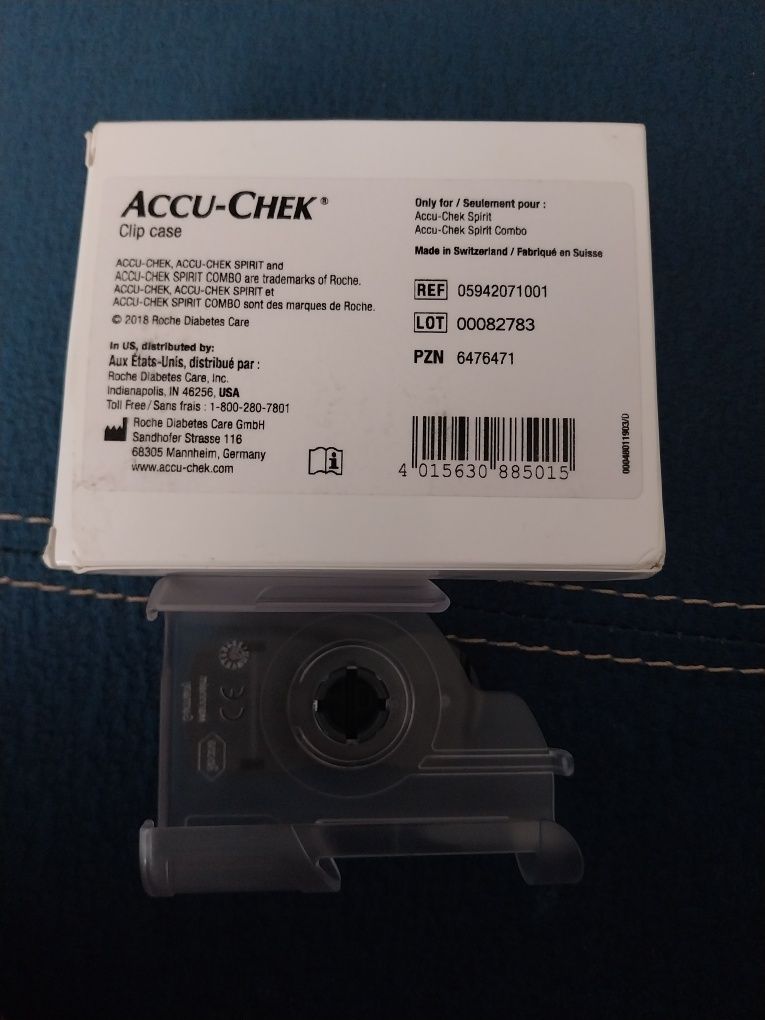 ACCU-CHEK®
Clip case
ACCU-CHEK, ACCU-CHEK SPIRIT and
ACCU-CHEK SPIRIT COMBO are trademarks of Roche.
ACCU-CHEK, ACCU-CHEK SPIRIT et
ACCU-CHEK SPIRIT COMBO sont des marques de Roche.
© 2018 Roche Diabetes Care
In US, distributed by:
Aux États-Unis, distribué par :
Roche Diabetes Care, Inc.
Indianapolis, IN 46256, USA
Toll Free / Sans frais : 1-800-280-7801
Roche Diabetes Care GmbH
Sandhofer Strasse 116
68305 Mannheim, Germany
www.accu-chek.com
Only for / Seulement pour :
Accu-Chek Spirit
Accu-Chek Spirit Combo
Made in Switzerland / Fabriqué en Suisse
REF 05942071001
LOT 00082783
PZN 6476471
4 015630 885015
00048011903/D
CE
Roche